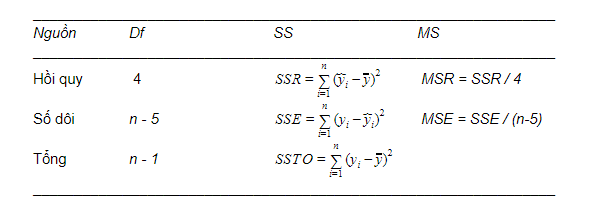 Nguồn Df SS MS
Hồi quy 4 SSR = \sum_{i=1}^{n} (\hat{y}_i - \bar{y})^2 MSR = SSR / 4
Số dôi n - 5 SSE = \sum_{i=1}^{n} (y_i - \hat{y}_i)^2 MSE = SSE / (n-5)
Tổng n - 1 SSTO = \sum_{i=1}^{n} (y_i - \bar{y})^2